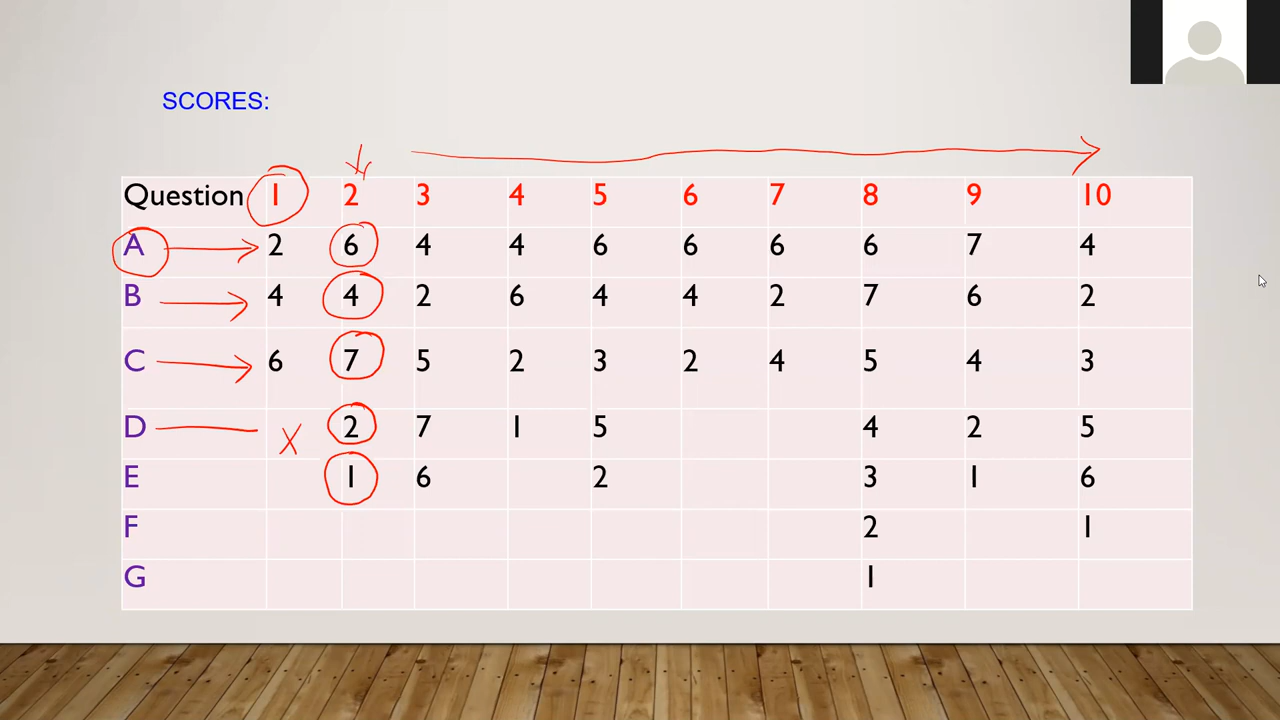 SCORES:
Question 1 2 3 4 5 6 7 8 9 10
A 2 6 4 4 6 6 6 6 7 4
B 4 4 2 6 4 4 2 7 6 2
C 6 7 5 2 3 2 4 5 4 3
D X 2 7 1 5 4 2 5
E 1 6 2 3 1 6
F 2 1
G 1